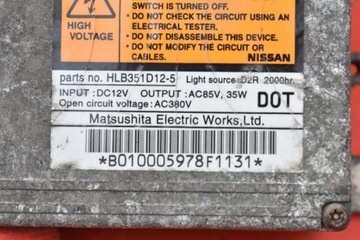 SWITCH IS TURNED OFF.
DO NOT CHECK CIRCUIT USING AN
ELECTRICAL TESTER.
DO NOT DISASSEMBLE THIS DEVICE.
DO NOT MODIFY THE CIRCUIT OR
CABLES.
NISSAN
HIGH
VOLTAGE
parts no. HLB351D12-5 Light source: D2R 2000hr.
INPUT :DC12V OUTPUT :AC85V, 35W
Open circuit voltage :AC380V
DOT
Matsushita Electric Works,Ltd.
*B010005978F1131*